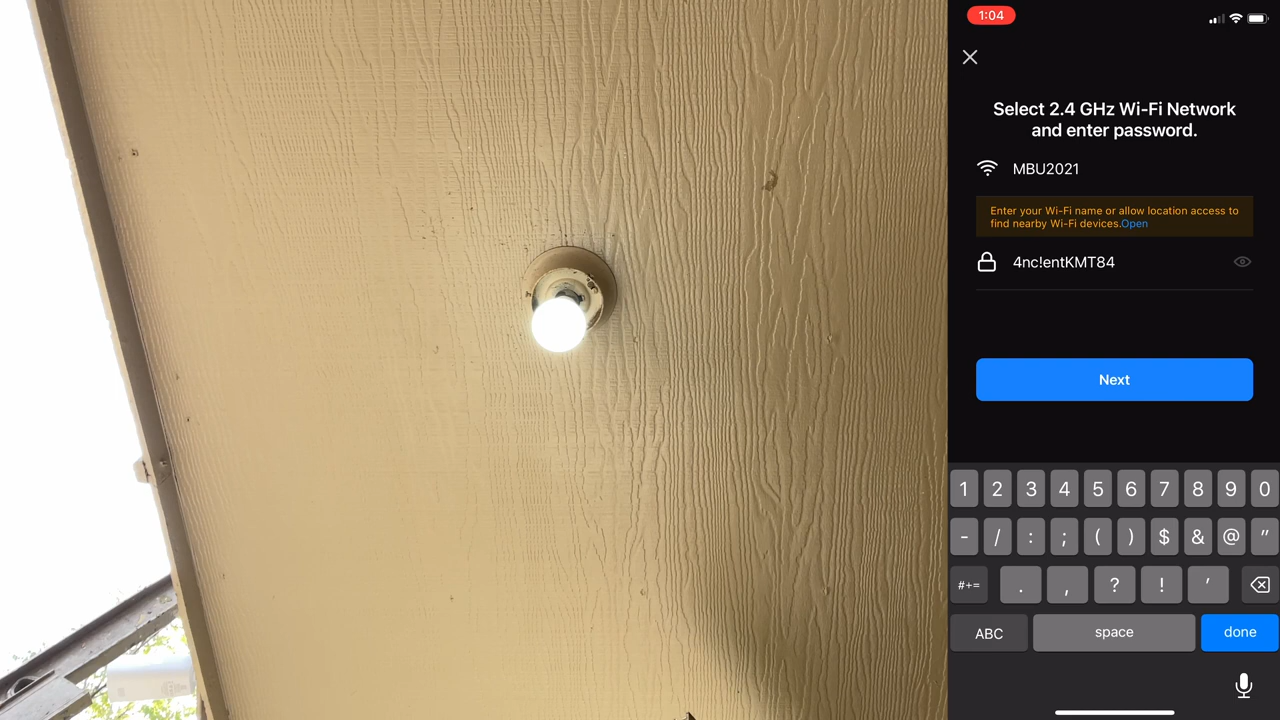 1:04
Select 2.4 GHz Wi-Fi Network
and enter password.
MBU2021
Enter your Wi-Fi name or allow location access to
find nearby Wi-Fi devices.Open
4nc!entKMT84
Next
1 2 3 4 5 6 7 8 9 0
- / : ; ( ) $ & @ "
#+= . , ? ! '
ABC space done